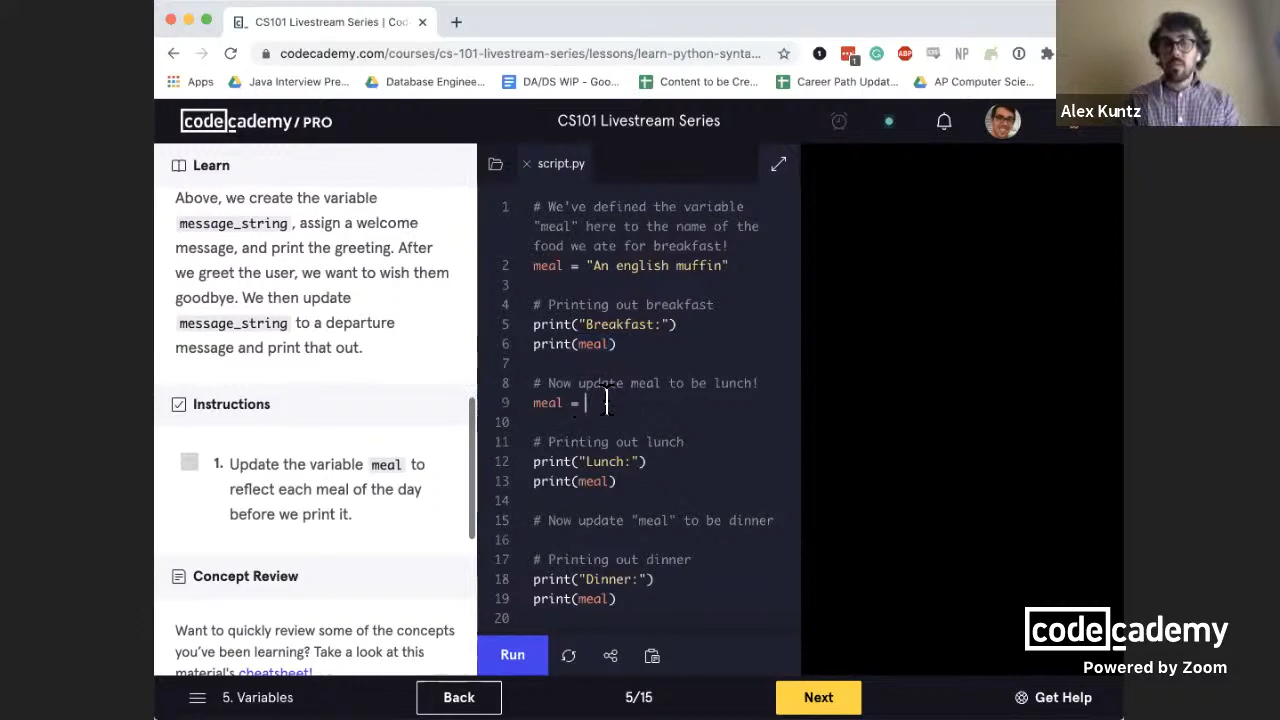 CS101 Livestream Series | Cod
codecademy.com/courses/cs-101-livestream-series/lessons/learn-python-synta...
1
ABP
NP
Apps
Java Interview Pre...
Database Enginee...
DA/DS WIP - Goo...
Content to be Cre...
Career Path Updat...
AP Computer Scie...
Alex Kuntz
codecademy / PRO
CS101 Livestream Series
Learn
Above, we create the variable
message_string , assign a welcome
message, and print the greeting. After
we greet the user, we want to wish them
goodbye. We then update
message_string to a departure
message and print that out.
Instructions
1. Update the variable meal to
reflect each meal of the day
before we print it.
Concept Review
Want to quickly review some of the concepts
you've been learning? Take a look at this
material's cheatsheet!
script.py
1 # We've defined the variable
"meal" here to the name of the
food we ate for breakfast!
2 meal = "An english muffin"
3
4 # Printing out breakfast
5 print("Breakfast:")
6 print(meal)
7
8 # Now update meal to be lunch!
9 meal =
10
11 # Printing out lunch
12 print("Lunch:")
13 print(meal)
14
15 # Now update "meal" to be dinner
16
17 # Printing out dinner
18 print("Dinner:")
19 print(meal)
20
Run
codecademy
Powered by Zoom
5. Variables
Back
5/15
Next
Get Help